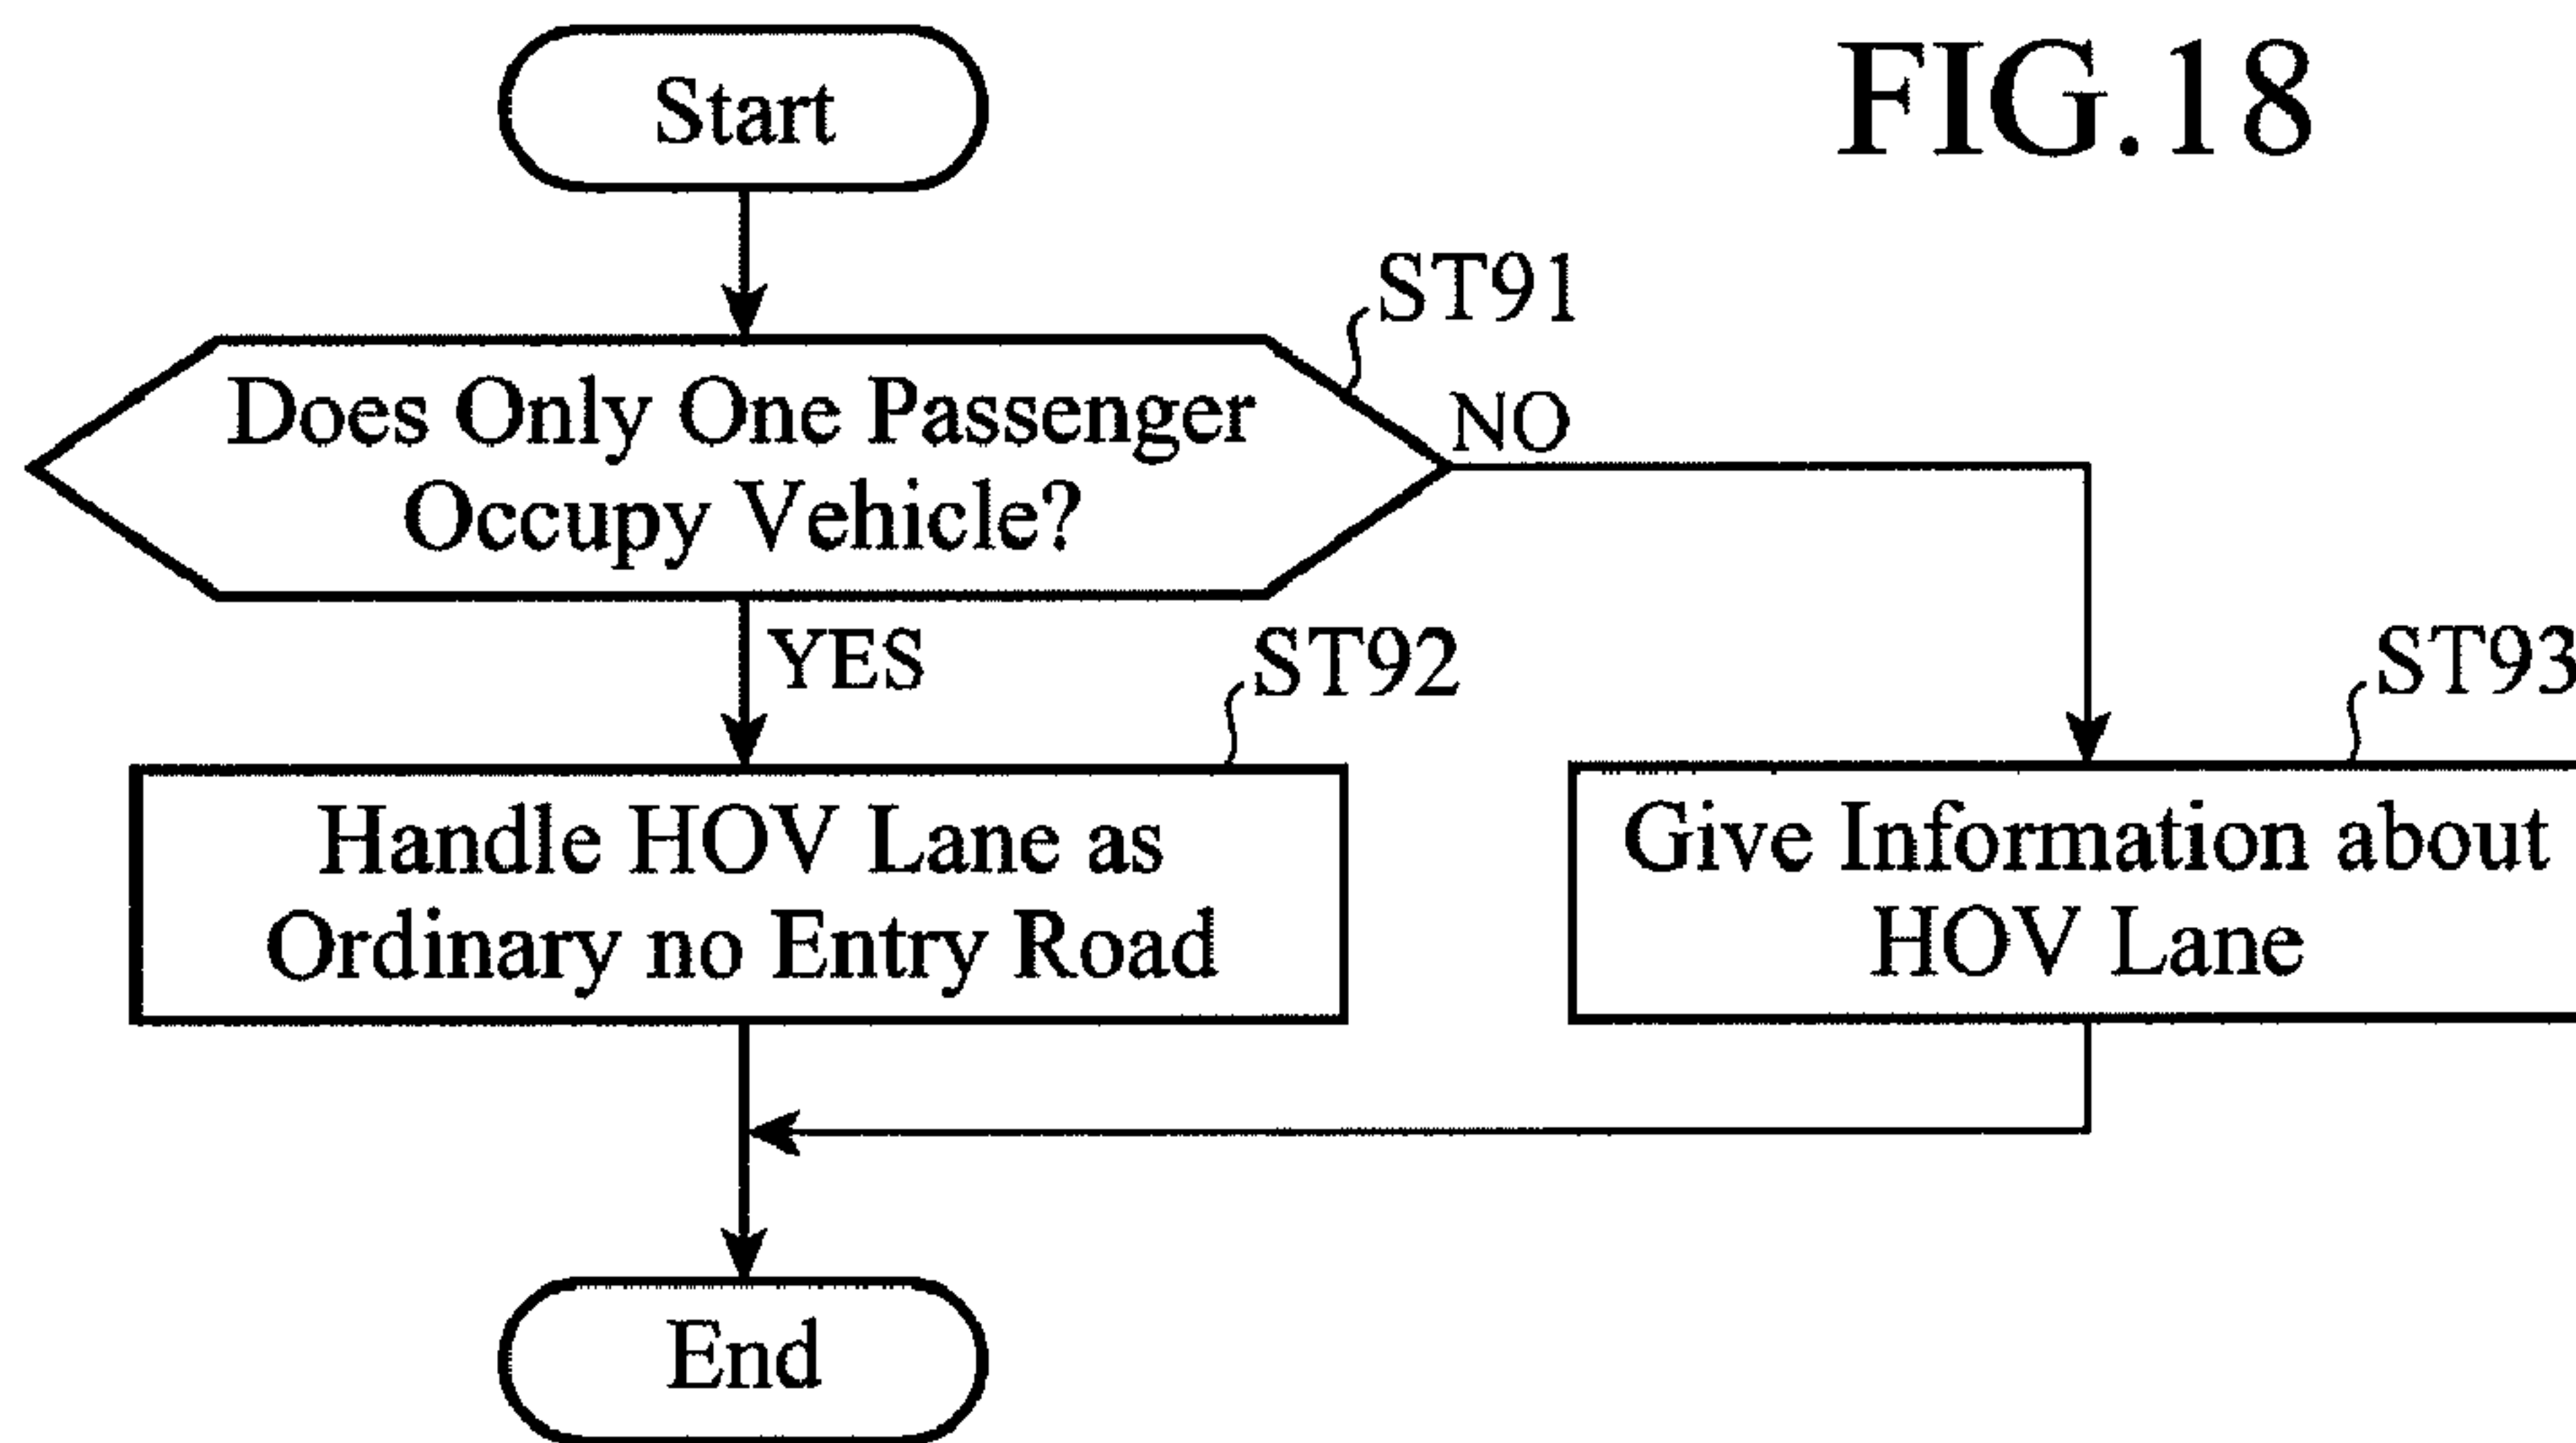 FIG.18
Start
ST91
Does Only One Passenger
Occupy Vehicle?
NO
YES
ST92
Handle HOV Lane as
Ordinary no Entry Road
ST93
Give Information about
HOV Lane
End